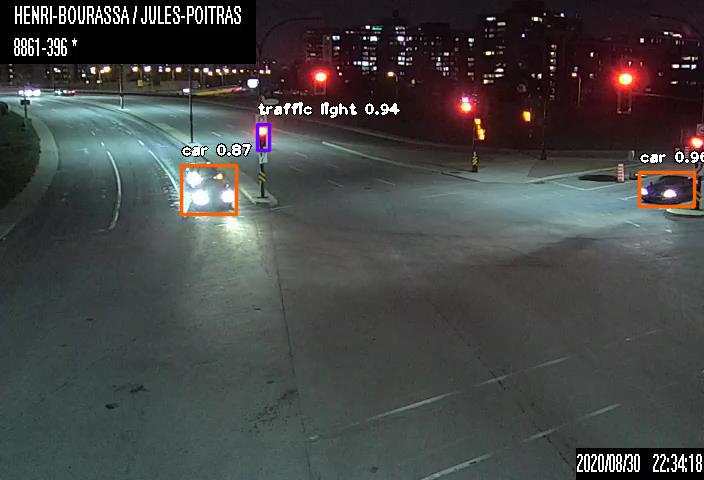 HENRI-BOURASSA / JULES-POITRAS
8861-396 *
traffic light 0.94
car 0.87
car 0.96
2020/08/30 22:34:18